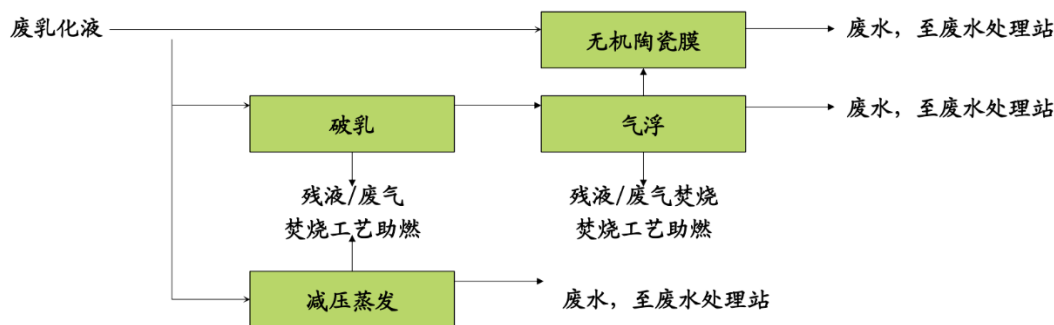 废乳化液
无机陶瓷膜
废水，至废水处理站
破乳
气浮
废水，至废水处理站
残液/废气
焚烧工艺助燃
残液/废气焚烧
焚烧工艺助燃
减压蒸发
废水，至废水处理站